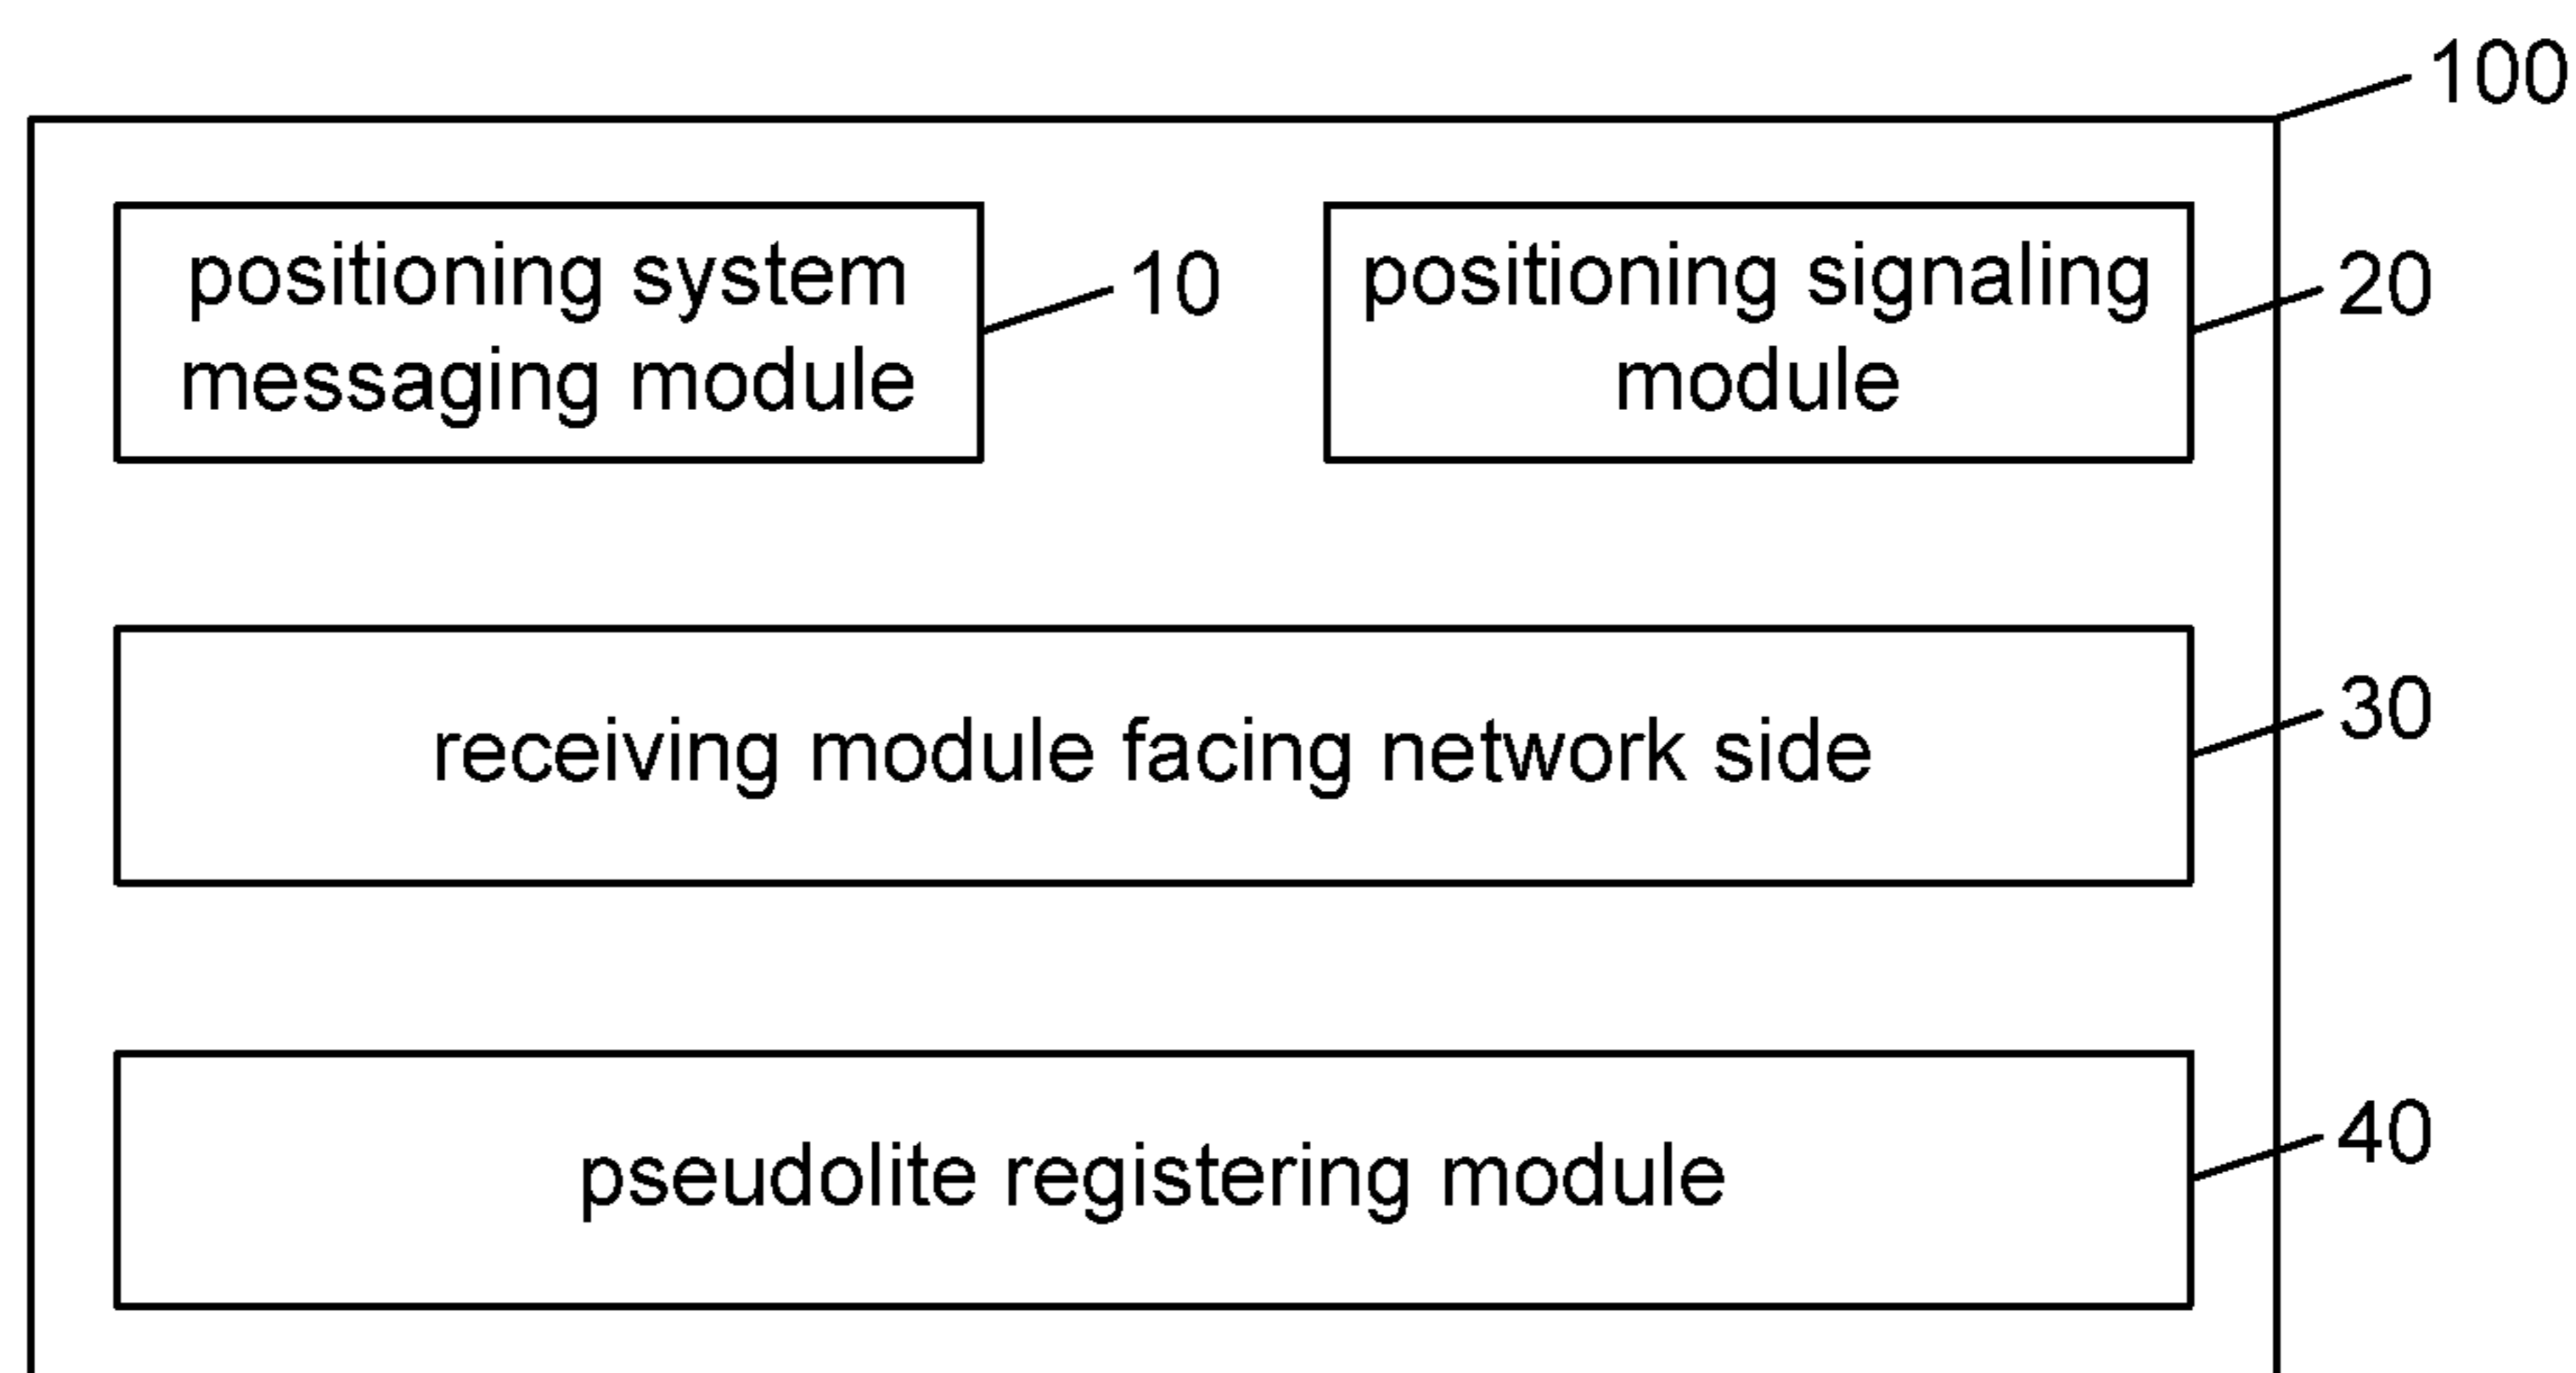 100
positioning system
messaging module
10
positioning signaling
module
20
receiving module facing network side
30
pseudolite registering module
40